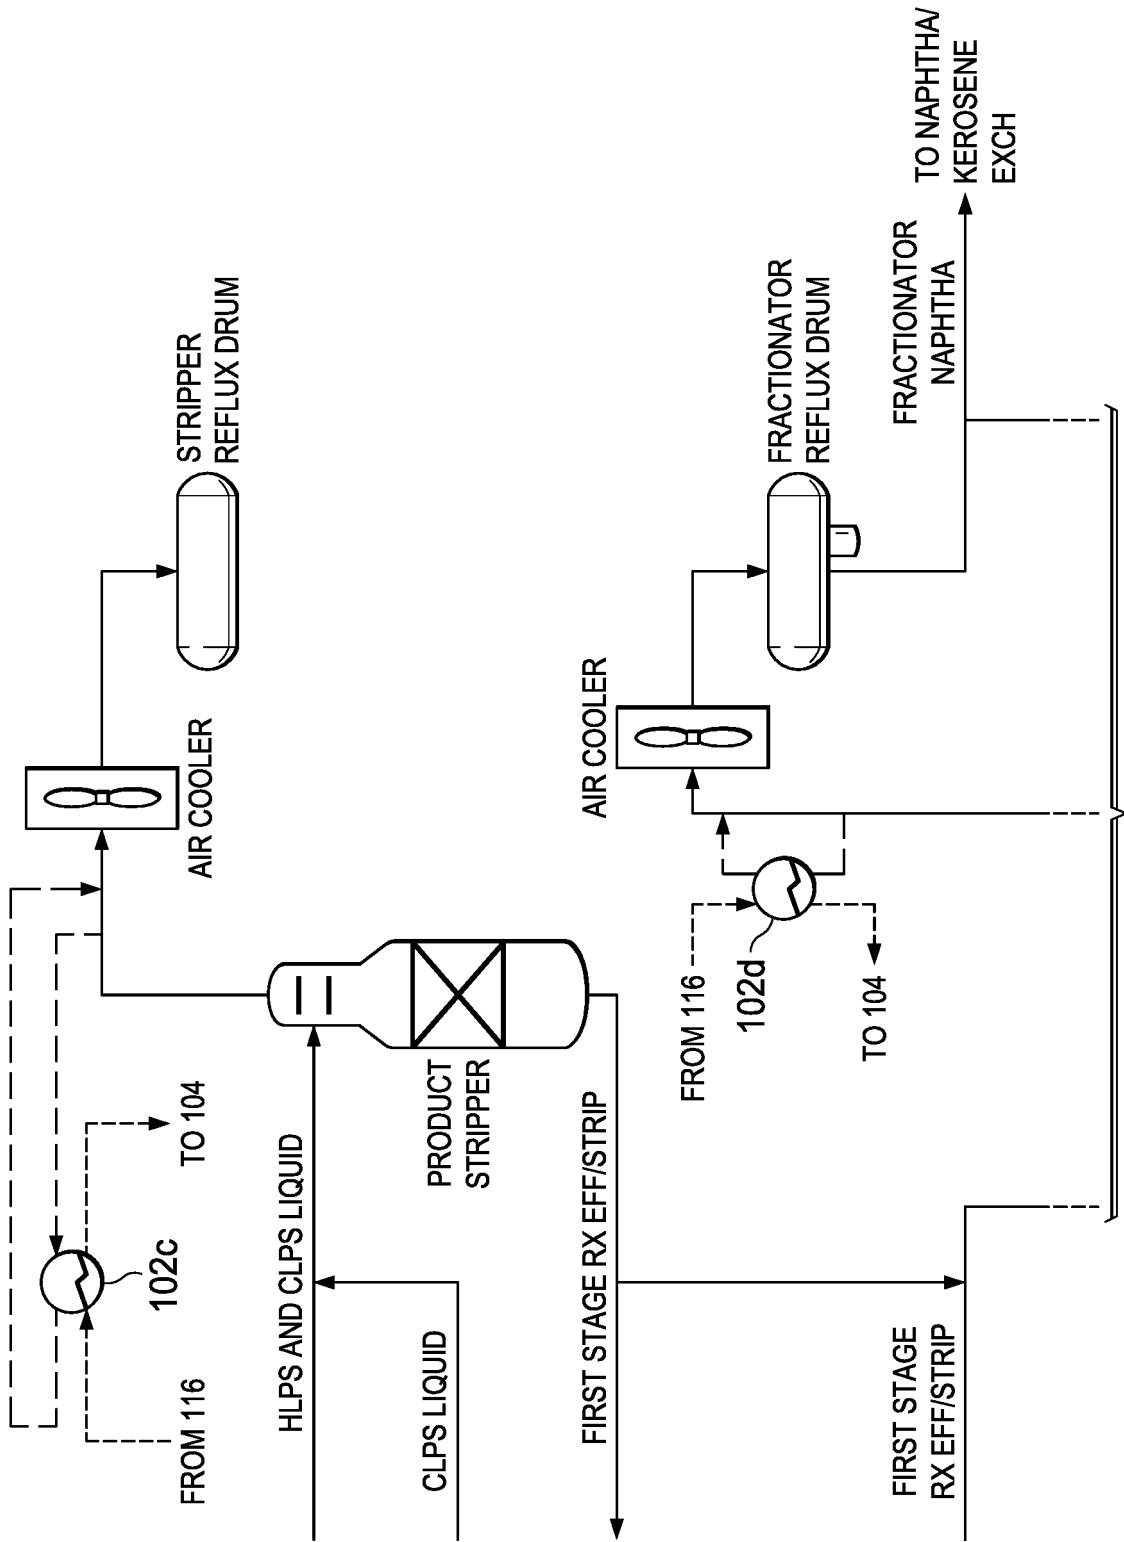 FROM 116
TO 104
102c
AIR COOLER
STRIPPER
REFLUX DRUM
HLPS AND CLPS LIQUID
CLPS LIQUID
PRODUCT
STRIPPER
FIRST STAGE RX EFF/STRIP
FROM 116
102d
TO 104
AIR COOLER
FRACTIONATOR
REFLUX DRUM
FIRST STAGE
RX EFF/STRIP
FRACTIONATOR
NAPHTHA
TO NAPHTHA/
KEROSENE
EXCH